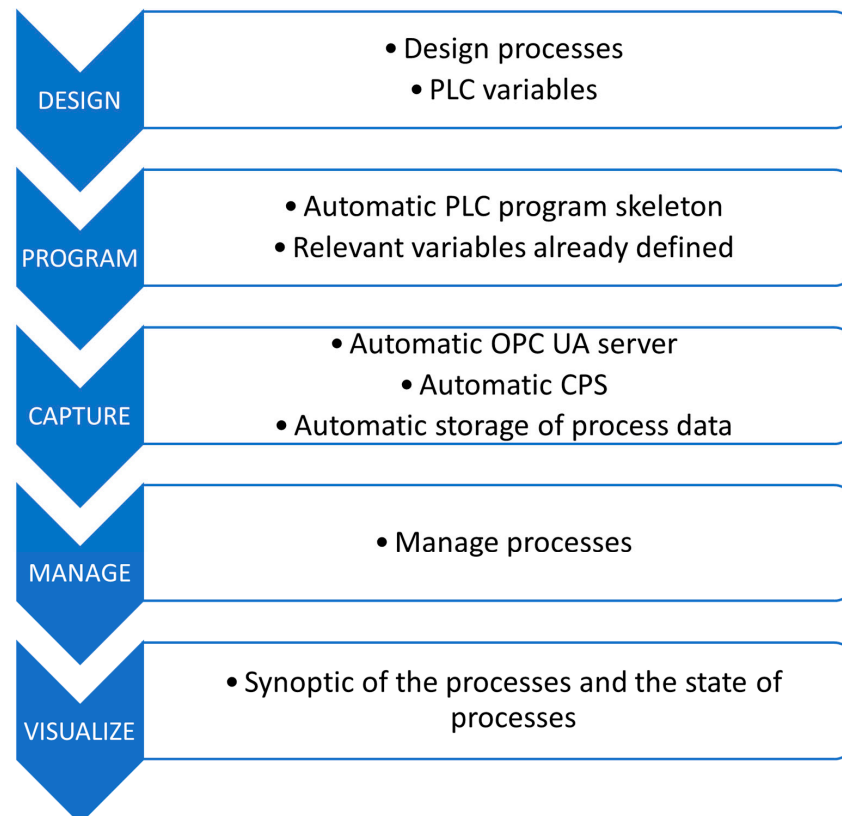 DESIGN
• Design processes
• PLC variables
PROGRAM
• Automatic PLC program skeleton
• Relevant variables already defined
CAPTURE
• Automatic OPC UA server
• Automatic CPS
• Automatic storage of process data
MANAGE
• Manage processes
VISUALIZE
• Synoptic of the processes and the state of
processes